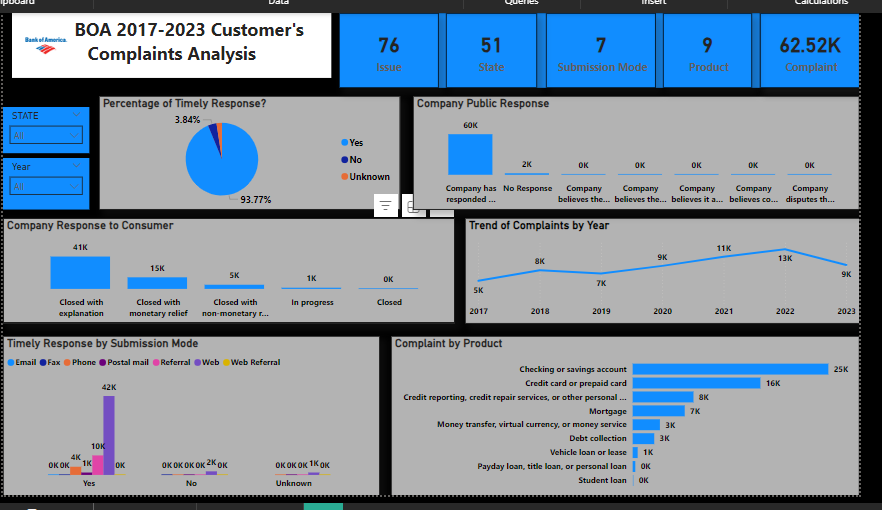 pboard
Data
Queries
Insert
Calculations
Bank of America.
BOA 2017-2023 Customer's
Complaints Analysis
76
Issue
51
State
7
Submission Mode
9
Product
62.52K
Complaint
STATE
All
Year
All
Percentage of Timely Response?
3.84%
93.77%
Yes
No
Unknown
Company Public Response
60K
2K
0K
0K
0K
0K
0K
Company has
responded ...
No Response
Company
believes the...
Company
believes the...
Company
believes it a...
Company
believes co...
Company
disputes th...
Company Response to Consumer
41K
15K
5K
1K
0K
Closed with
explanation
Closed with
monetary relief
Closed with
non-monetary r...
In progress
Closed
Trend of Complaints by Year
5K
8K
7K
9K
11K
13K
9K
2017
2018
2019
2020
2021
2022
2023
Timely Response by Submission Mode
Email Fax Phone Postal mail Referral Web Web Referral
0K 0K 4K 1K 10K 42K 0K
0K 0K 0K 0K 2K 0K
0K 0K 0K 1K 0K
Yes
No
Unknown
Complaint by Product
Checking or savings account 25K
Credit card or prepaid card 16K
Credit reporting, credit repair services, or other personal ... 8K
Mortgage 7K
Money transfer, virtual currency, or money service 3K
Debt collection 3K
Vehicle loan or lease 1K
Payday loan, title loan, or personal loan 0K
Student loan 0K